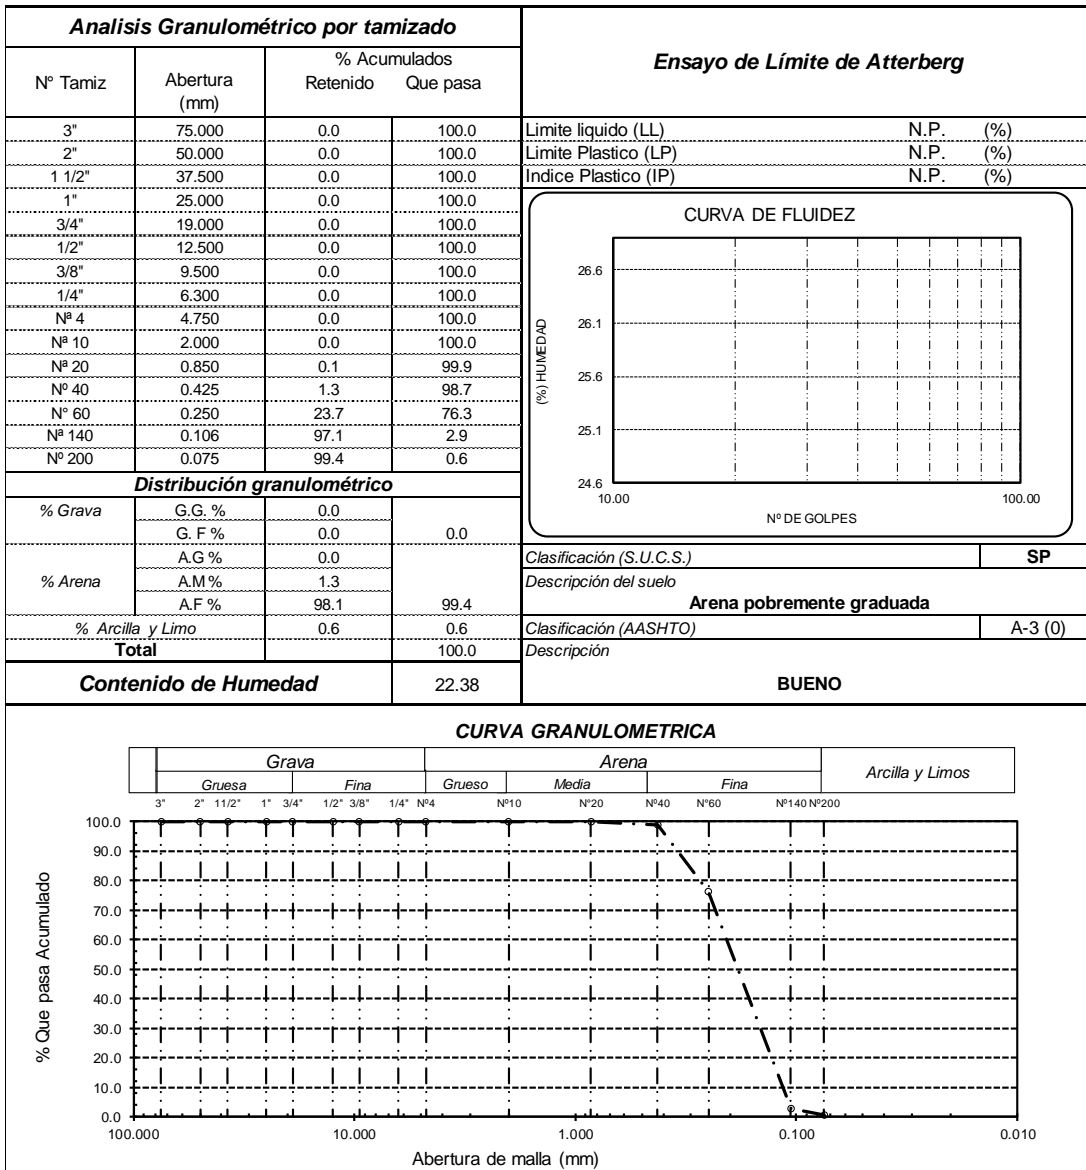 Analisis Granulométrico por tamizado
N° Tamiz Abertura (mm) % Acumulados
Retenido Que pasa
3" 75.000 0.0 100.0
2" 50.000 0.0 100.0
1 1/2" 37.500 0.0 100.0
1" 25.000 0.0 100.0
3/4" 19.000 0.0 100.0
1/2" 12.500 0.0 100.0
3/8" 9.500 0.0 100.0
1/4" 6.300 0.0 100.0
Nª 4 4.750 0.0 100.0
Nª 10 2.000 0.0 100.0
Nª 20 0.850 0.1 99.9
Nº 40 0.425 1.3 98.7
N° 60 0.250 23.7 76.3
Nª 140 0.106 97.1 2.9
Nº 200 0.075 99.4 0.6
Distribución granulométrico
% Grava G.G. % 0.0
G. F % 0.0 0.0
A.G % 0.0
% Arena A.M % 1.3
A.F % 98.1 99.4
% Arcilla y Limo 0.6 0.6
Total 100.0
Contenido de Humedad 22.38
Ensayo de Límite de Atterberg
Limite liquido (LL) N.P. (%)
Limite Plastico (LP) N.P. (%)
Indice Plastico (IP) N.P. (%)
CURVA DE FLUIDEZ
(%) HUMEDAD
26.6
26.1
25.6
25.1
24.6
10.00 100.00
Nº DE GOLPES
Clasificación (S.U.C.S.) SP
Descripción del suelo
Arena pobremente graduada
Clasificación (AASHTO) A-3 (0)
Descripción
BUENO
CURVA GRANULOMETRICA
Grava Arena Arcilla y Limos
Gruesa Fina Grueso Media Fina
3" 2" 11/2" 1" 3/4" 1/2" 3/8" 1/4" Nº4 Nº10 N°20 Nº40 N°60 Nº140 Nº200
% Que pasa Acumulado
100.0
90.0
80.0
70.0
60.0
50.0
40.0
30.0
20.0
10.0
0.0
100.000 10.000 1.000 0.100 0.010
Abertura de malla (mm)